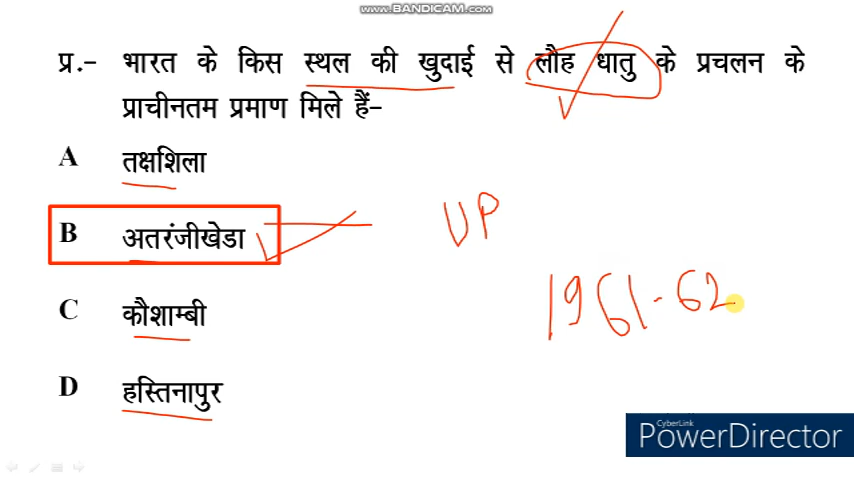 WWW.BANDICAM.COM
प्र.- भारत के किस स्थल की खुदाई से लौह धातु के प्रचलन के
प्राचीनतम प्रमाण मिले हैं-
A तक्षशिला
B अतरंजीखेडा
UP
C कौशाम्बी
1961-62
D हस्तिनापुर
CyberLink
PowerDirector